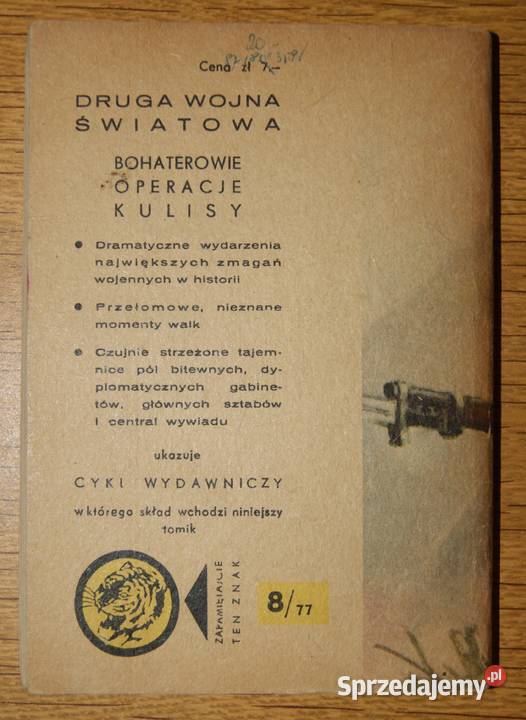 20.-
Cena zł 7,–
DRUGA WOJNA
ŚWIATOWA
BOHATEROWIE
OPERACJE
KULISY
● Dramatyczne wydarzenia
największych zmagań
wojennych w historii
● Przełomowe, nieznane
momenty walk
● Czujnie strzeżone tajem-
nice pól bitewnych, dy-
plomatycznych gabine-
tów, głównych sztabów
i central wywiadu
ukazuje
CYKL WYDAWNICZY
w którego skład wchodzi niniejszy
tomik
ZAPAMIĘTAJCIE
TEN ZNAK
8/77
Sprzedajemy.pl